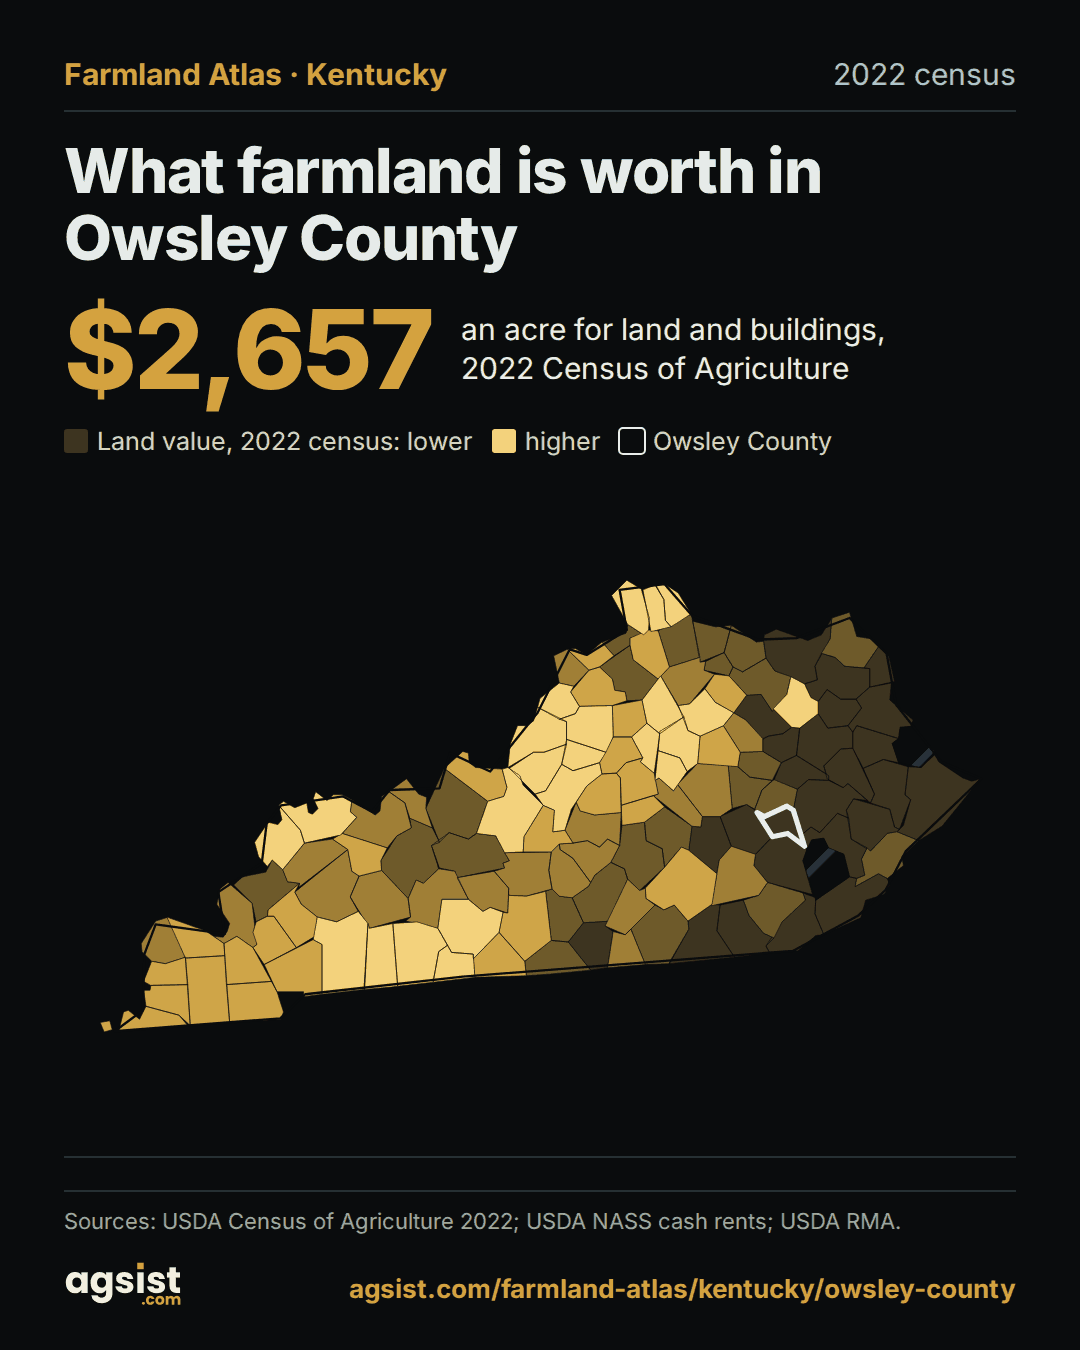 Farmland Atlas · Kentucky
2022 census
What farmland is worth in
Owsley County
$2,657
an acre for land and buildings,
2022 Census of Agriculture
Land value, 2022 census: lower
higher
Owsley County
Sources: USDA Census of Agriculture 2022; USDA NASS cash rents; USDA RMA.
agsist
.com
agsist.com/farmland-atlas/kentucky/owsley-county